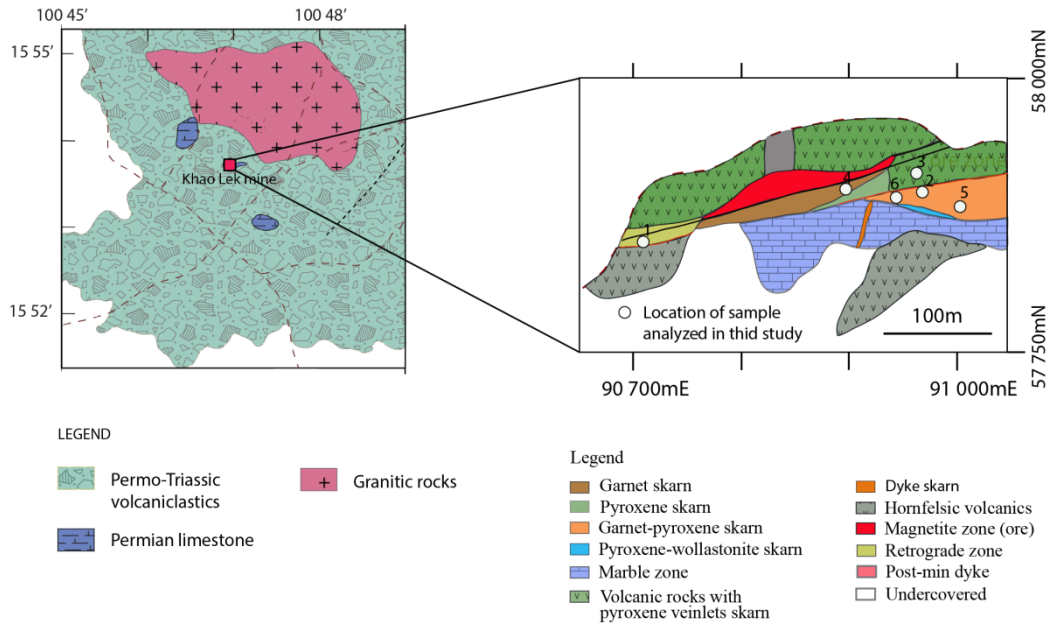 100 45′
100 48′
15 55′
15 52′
Khao Lek mine
58 000mN
57 750mN
3
4
6
2
5
1
Location of sample
analyzed in thid study
100m
90 700mE
91 000mE
LEGEND
Permo-Triassic
volcaniclastics
Granitic rocks
Permian limestone
Legend
Garnet skarn
Pyroxene skarn
Garnet-pyroxene skarn
Pyroxene-wollastonite skarn
Marble zone
Volcanic rocks with
pyroxene veinlets skarn
Dyke skarn
Hornfelsic volcanics
Magnetite zone (ore)
Retrograde zone
Post-min dyke
Undercovered